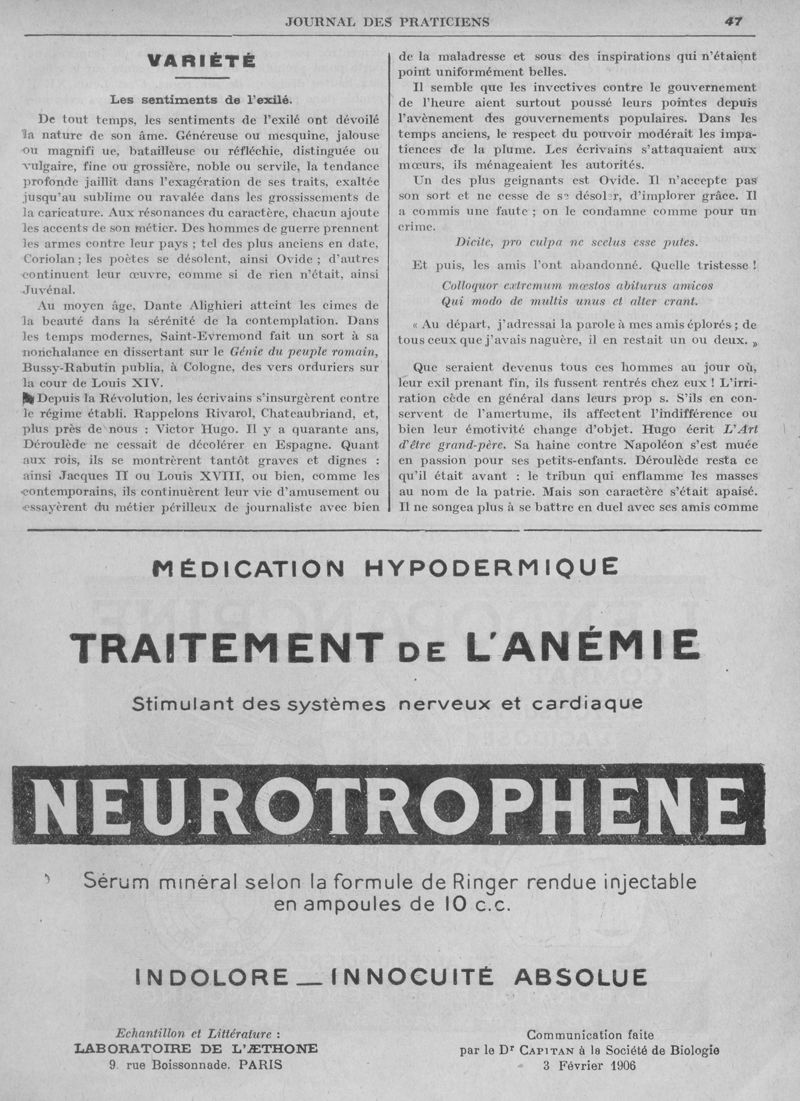 JOURNAL DES PRATICIENS 47
VARIÉTÉ
Les sentiments de l'exilé.
De tout temps, les sentiments de l'exilé ont dévoilé
la nature de son âme. Généreuse ou mesquine, jalouse
ou magnifi ue, batailleuse ou réfléchie, distinguée ou
vulgaire, fine ou grossière, noble ou servile, la tendance
profonde jaillit dans l'exagération de ses traits, exaltée
jusqu'au sublime ou ravalée dans les grossissements de
la caricature. Aux résonances du caractère, chacun ajoute
les accents de son métier. Des hommes de guerre prennent
les armes contre leur pays ; tel des plus anciens en date,
Coriolan ; les poètes se désolent, ainsi Ovide ; d'autres
continuent leur œuvre, comme si de rien n'était, ainsi
Juvénal.
Au moyen âge, Dante Alighieri atteint les cimes de
la beauté dans la sérénité de la contemplation. Dans
les temps modernes, Saint-Evremond fait un sort à sa
nonchalance en dissertant sur le Génie du peuple romain,
Bussy-Rabutin publia, à Cologne, des vers orduriers sur
la cour de Louis XIV.
Depuis la Révolution, les écrivains s'insurgèrent contre
le régime établi. Rappelons Rivarol, Chateaubriand, et,
plus près de nous : Victor Hugo. Il y a quarante ans,
Déroulède ne cessait de décolérer en Espagne. Quant
aux rois, ils se montrèrent tantôt graves et dignes :
ainsi Jacques II ou Louis XVIII, ou bien, comme les
contemporains, ils continuèrent leur vie d'amusement ou
essayèrent du métier périlleux de journaliste avec bien
de la maladresse et sous des inspirations qui n'étaient
point uniformément belles.
Il semble que les invectives contre le gouvernement
de l'heure aient surtout poussé leurs pointes depuis
l'avènement des gouvernements populaires. Dans les
temps anciens, le respect du pouvoir modérait les impa-
tiences de la plume. Les écrivains s'attaquaient aux
mœurs, ils ménageaient les autorités.
Un des plus geignants est Ovide. Il n'accepte pas
son sort et ne cesse de se désoler, d'implorer grâce. Il
a commis une faute ; on le condamne comme pour un
crime.
Dicite, pro culpa ne scelus esse putes.
Et puis, les amis l'ont abandonné. Quelle tristesse !
Colloquor extremum mœstos abiturus amicos
Qui modo de multis unus et alter erant.
« Au départ, j'adressai la parole à mes amis éplorés ; de
tous ceux que j'avais naguère, il en restait un ou deux. »
Que seraient devenus tous ces hommes au jour où,
leur exil prenant fin, ils fussent rentrés chez eux ! L'irri-
ration cède en général dans leurs prop s. S'ils en con-
servent de l'amertume, ils affectent l'indifférence ou
bien leur émotivité change d'objet. Hugo écrit L'Art
d'être grand-père. Sa haine contre Napoléon s'est muée
en passion pour ses petits-enfants. Déroulède resta ce
qu'il était avant : le tribun qui enflamme les masses
au nom de la patrie. Mais son caractère s'était apaisé.
Il ne songea plus à se battre en duel avec ses amis comme
MÉDICATION HYPODERMIQUE
TRAITEMENT DE L'ANÉMIE
Stimulant des systèmes nerveux et cardiaque
NEUROTROPHÈNE
Sérum minéral selon la formule de Ringer rendue injectable
en ampoules de 10 c.c.
INDOLORE — INNOCUITÉ ABSOLUE
Echantillon et Littérature :
LABORATOIRE DE L'ÆTHONE
9, rue Boissonnade. PARIS
Communication faite
par le Dr CAPITAN à la Société de Biologie
3 Février 1906